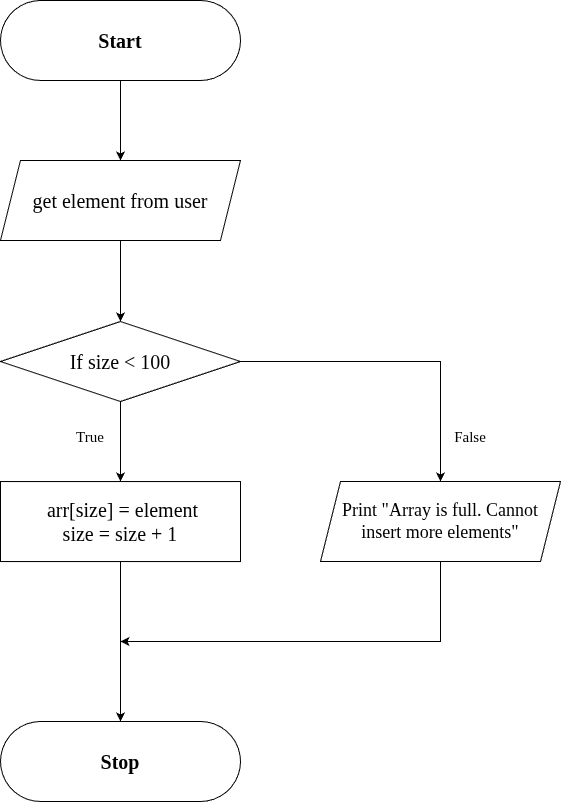 Start
get element from user
If size < 100
True
False
arr[size] = element
size = size + 1
Print "Array is full. Cannot
insert more elements"
Stop